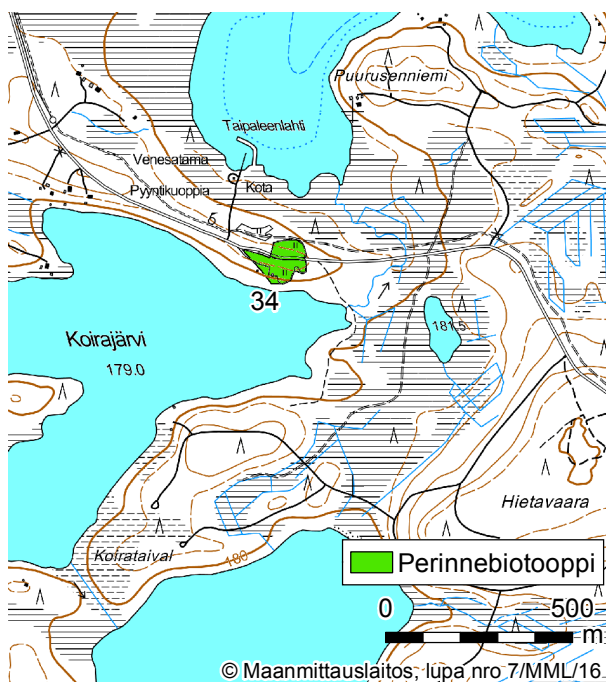 Puurusenniemi
Taipaleenlahti
Venesatama
Pyyntikuoppia
Kota
6
34
Koirajärvi
179.0
181.5
Hietavaara
Koirataival
180
Perinnebiotooppi
0 500
m
© Maanmittauslaitos, lupa nro 7/MML/16